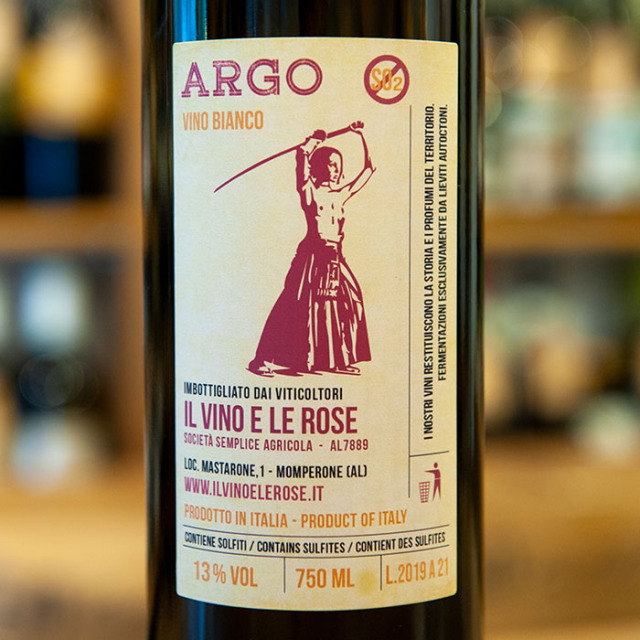 ARGO
SO2
VINO BIANCO
I NOSTRI VINI RESTITUISCONO LA STORIA E I PROFUMI DEL TERRITORIO.
FERMENTAZIONI ESCLUSIVAMENTE DA LIEVITI AUTOCTONI.
IMBOTTIGLIATO DAI VITICOLTORI
IL VINO E LE ROSE
SOCIETÀ SEMPLICE AGRICOLA - AL7889
LOC. MASTARONE,1 - MOMPERONE (AL)
WWW.ILVINOELEROSE.IT
PRODOTTO IN ITALIA - PRODUCT OF ITALY
CONTIENE SOLFITI / CONTAINS SULFITES / CONTIENT DES SULFITES
13% VOL 750 ML L.2019 A 21